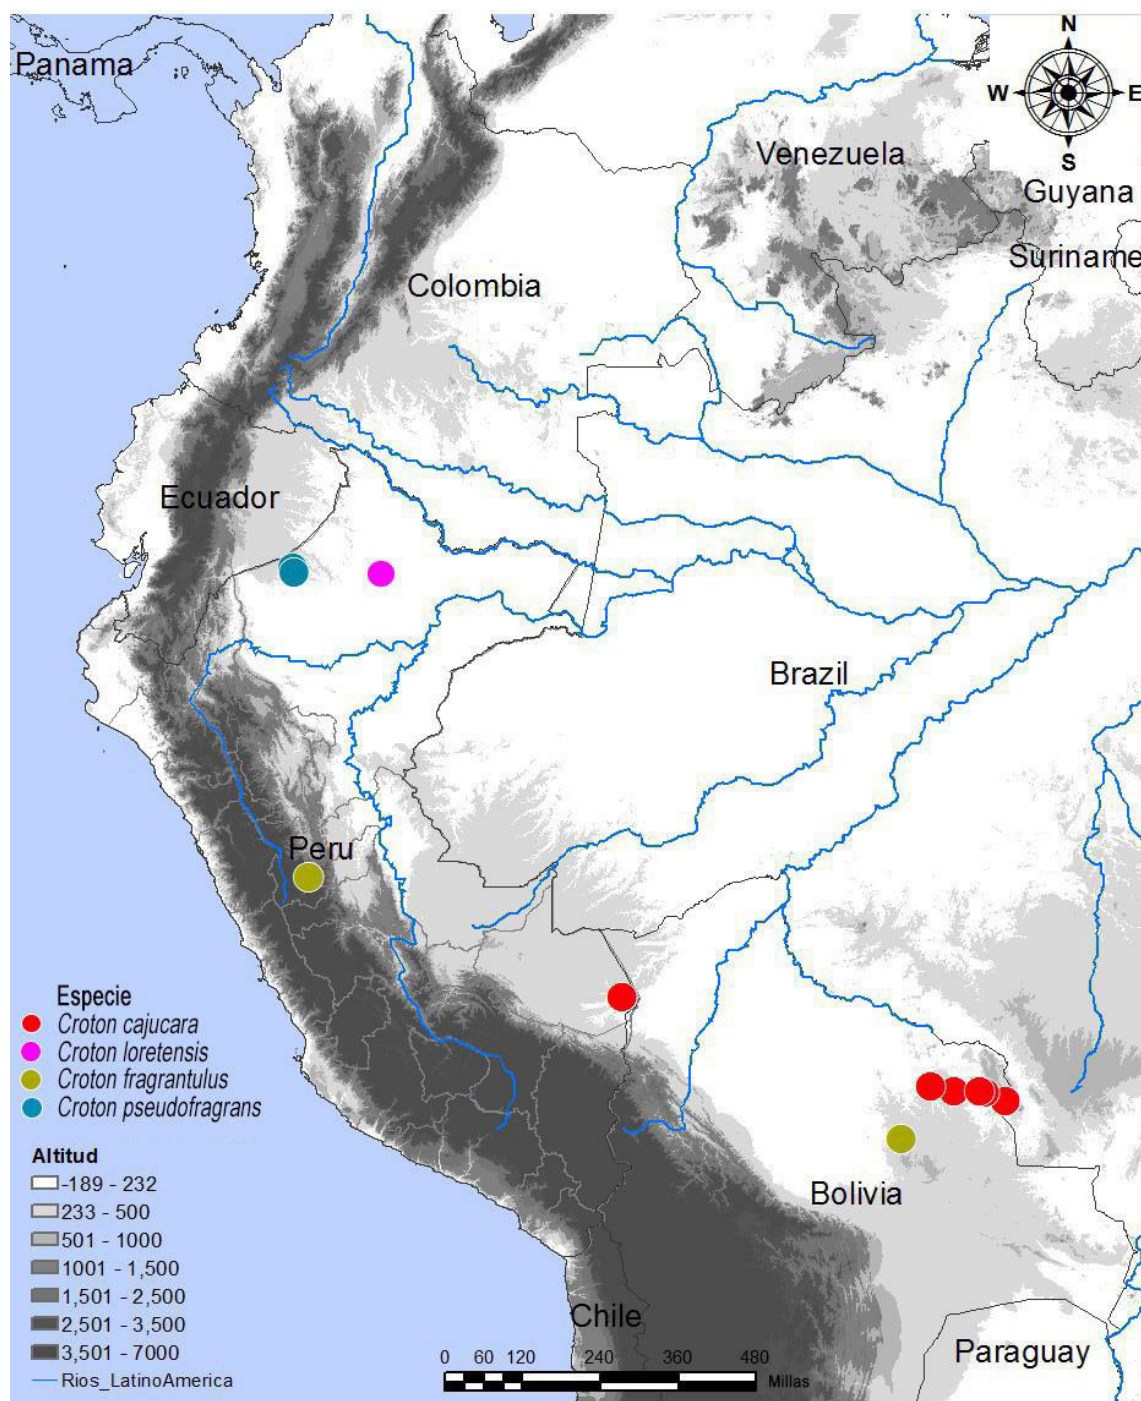 N
Panama
W
E
Venezuela
S
Guyana
Suriname
Colombia
Ecuador
Brazil
Peru
Especie
Croton cajucara
Croton loretensis
Croton fragrantulus
Croton pseudofragrans
Altitud
-189 - 232
233 - 500
501 - 1000
1001 - 1,500
1,501 - 2,500
2,501 - 3,500
3,501 - 7000
Rios_LatinoAmerica
Bolivia
Chile
Paraguay
0 60 120 240 360 480
Millas